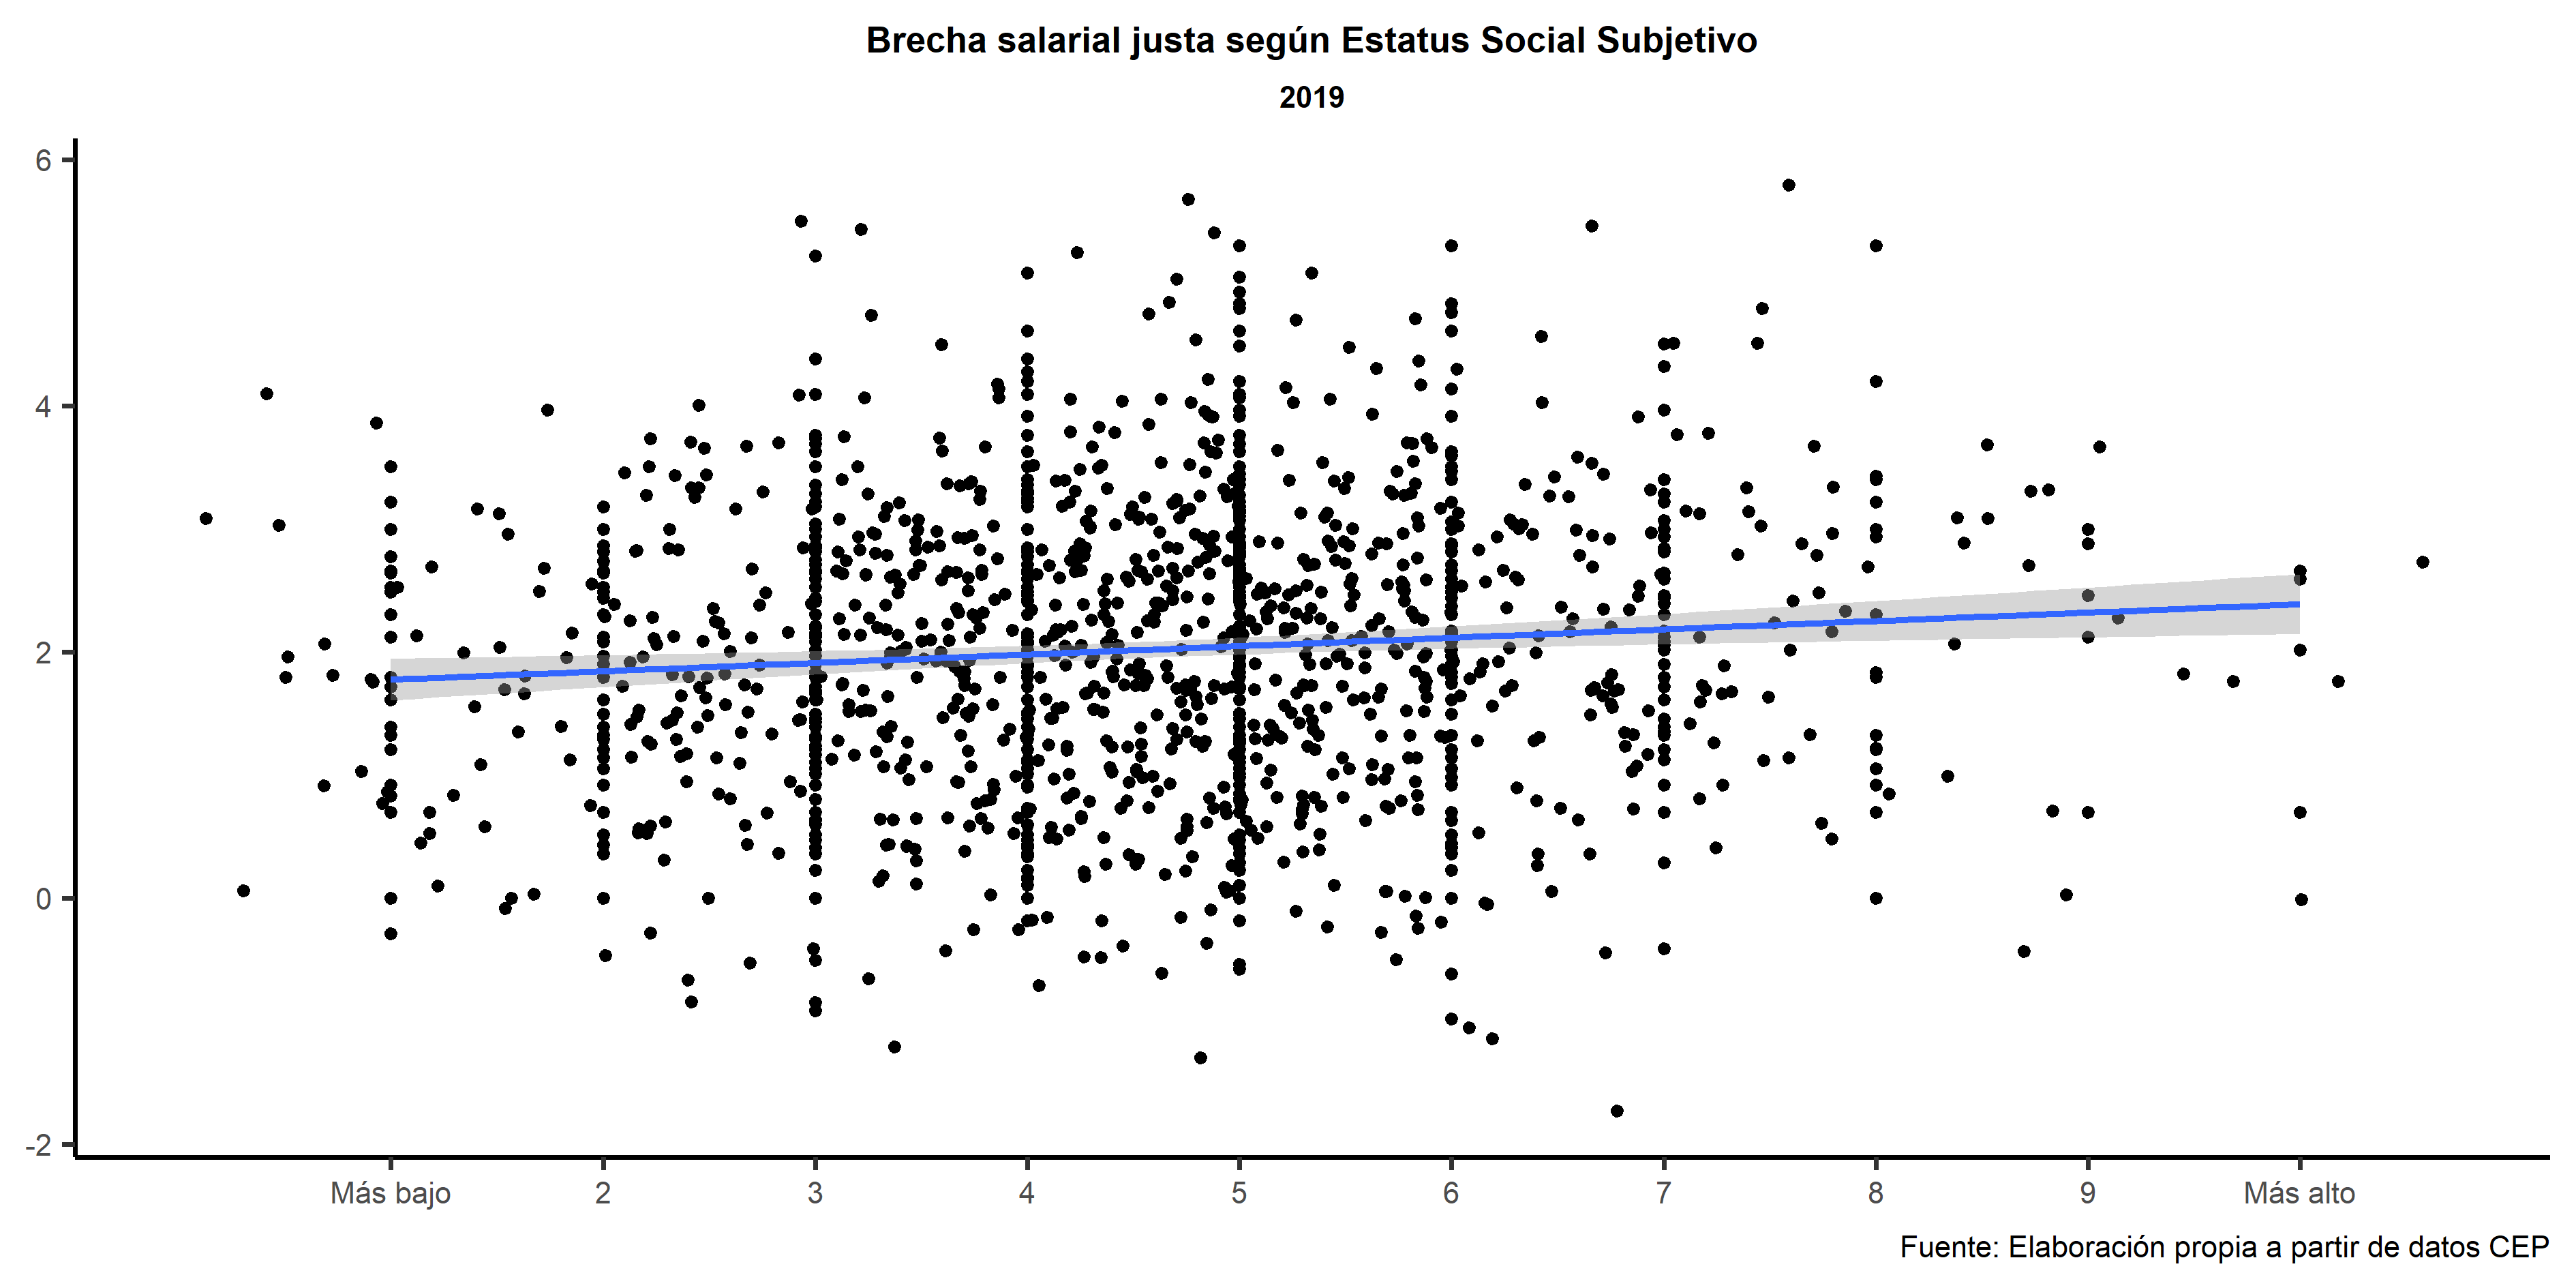 Brecha salarial justa según Estatus Social Subjetivo
2019
6
4
2
0
-2
Más bajo 2 3 4 5 6 7 8 9 Más alto
Fuente: Elaboración propia a partir de datos CEP